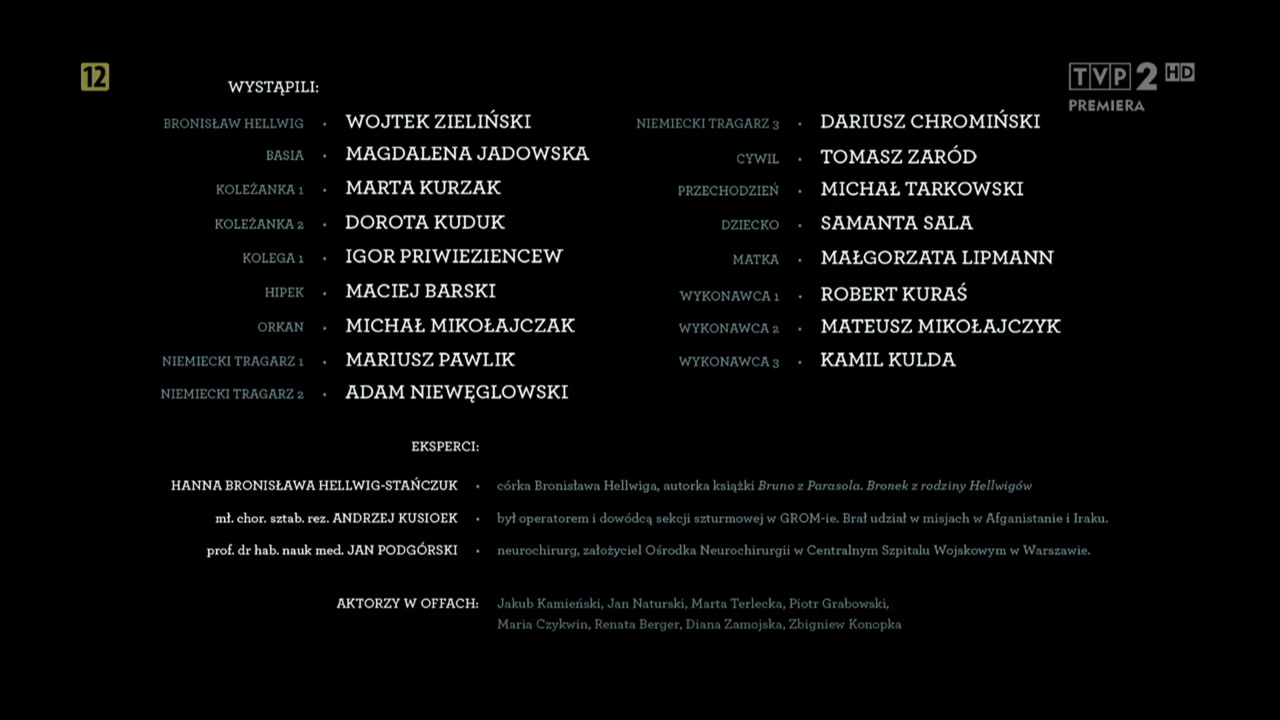 12
TVP 2 HD
PREMIERA
WYSTĄPILI:
BRONISŁAW HELLWIG • WOJTEK ZIELIŃSKI
BASIA • MAGDALENA JADOWSKA
KOLEŻANKA 1 • MARTA KURZAK
KOLEŻANKA 2 • DOROTA KUDUK
KOLEGA 1 • IGOR PRIWIEZIENCEW
HIPEK • MACIEJ BARSKI
ORKAN • MICHAŁ MIKOŁAJCZAK
NIEMIECKI TRAGARZ 1 • MARIUSZ PAWLIK
NIEMIECKI TRAGARZ 2 • ADAM NIEWĘGLOWSKI
NIEMIECKI TRAGARZ 3 • DARIUSZ CHROMIŃSKI
CYWIL • TOMASZ ZARÓD
PRZECHODZIEŃ • MICHAŁ TARKOWSKI
DZIECKO • SAMANTA SALA
MATKA • MAŁGORZATA LIPMANN
WYKONAWCA 1 • ROBERT KURAŚ
WYKONAWCA 2 • MATEUSZ MIKOŁAJCZYK
WYKONAWCA 3 • KAMIL KULDA
EKSPERCI:
HANNA BRONISŁAWA HELLWIG-STAŃCZUK • córka Bronisława Hellwiga, autorka książki Bruno z Parasola. Bronek z rodziny Hellwigów
mł. chor. sztab. rez. ANDRZEJ KUSIOEK • był operatorem i dowódcą sekcji szturmowej w GROM-ie. Brał udział w misjach w Afganistanie i Iraku.
prof. dr hab. nauk med. JAN PODGÓRSKI • neurochirurg, założyciel Ośrodka Neurochirurgii w Centralnym Szpitalu Wojskowym w Warszawie.
AKTORZY W OFFACH: Jakub Kamieński, Jan Naturski, Marta Terlecka, Piotr Grabowski,
Maria Czykwin, Renata Berger, Diana Zamojska, Zbigniew Konopka